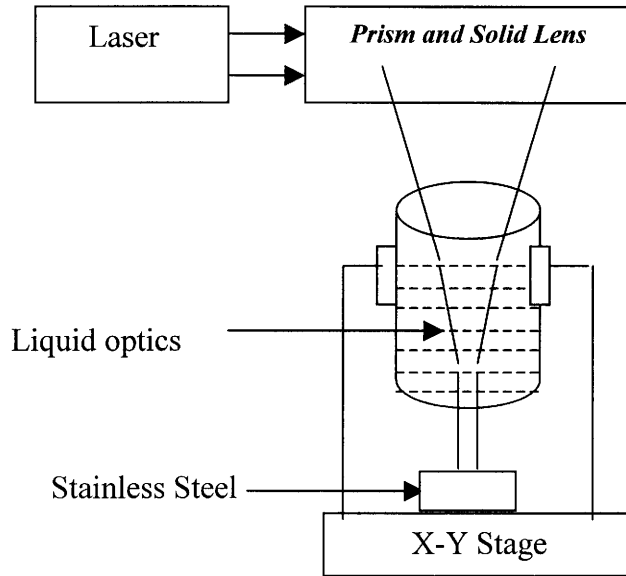 Laser
Prism and Solid Lens
Liquid optics
Stainless Steel
X-Y Stage